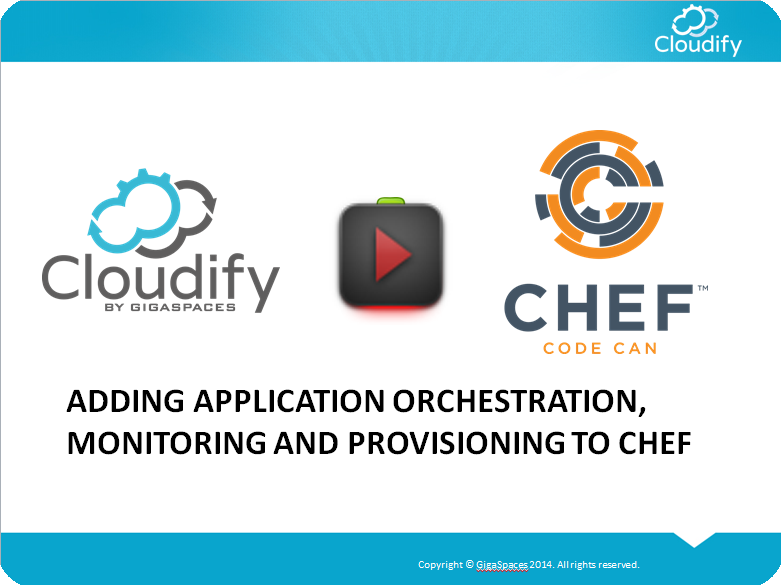 Cloudify
Cloudify
BY GIGASPACES
CHEF™
CODE CAN
ADDING APPLICATION ORCHESTRATION,
MONITORING AND PROVISIONING TO CHEF
Copyright © GigaSpaces 2014. All rights reserved.